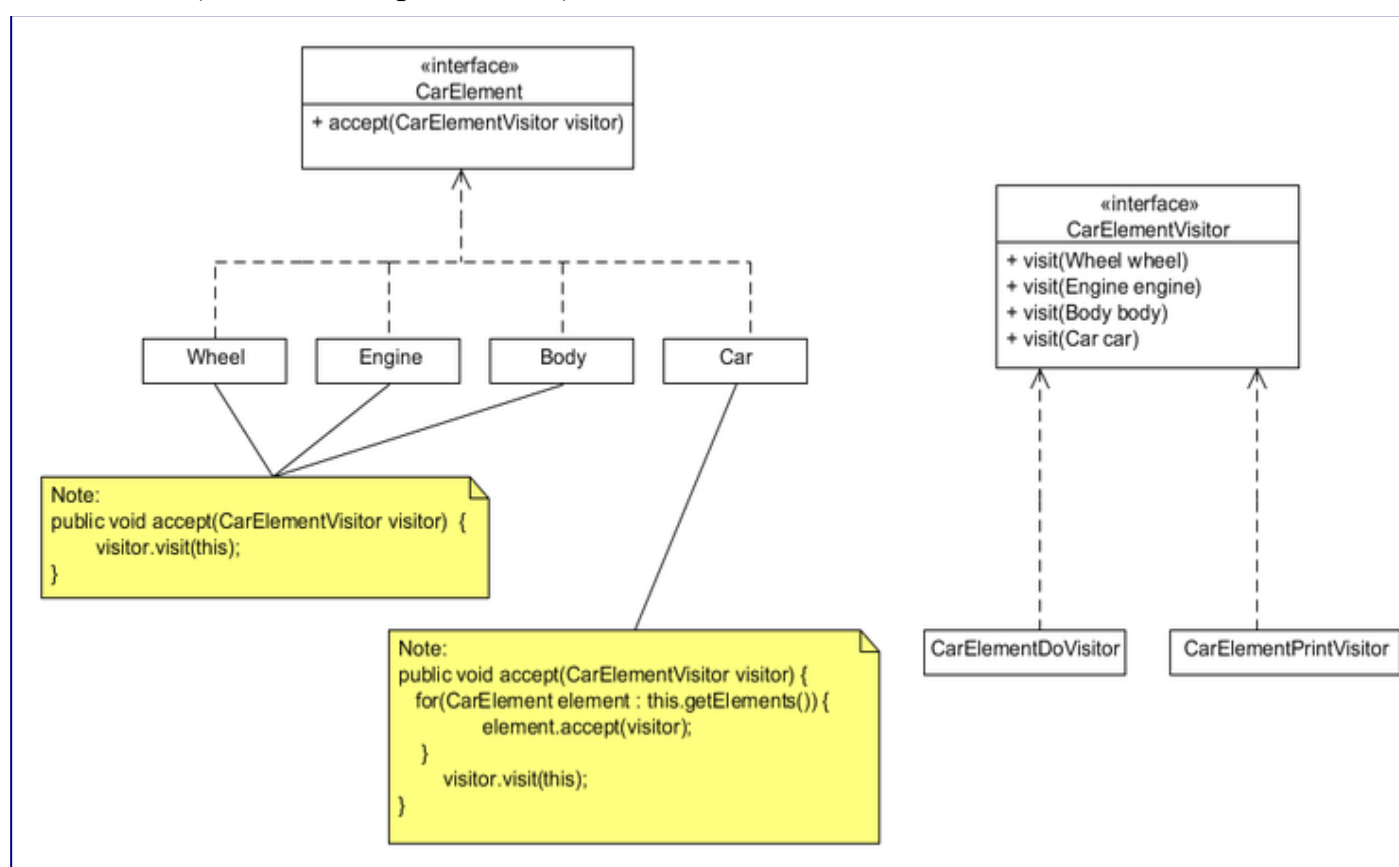 «interface»
CarElement
+ accept(CarElementVisitor visitor)
«interface»
CarElementVisitor
+ visit(Wheel wheel)
+ visit(Engine engine)
+ visit(Body body)
+ visit(Car car)
Wheel
Engine
Body
Car
Note:
public void accept(CarElementVisitor visitor) {
visitor.visit(this);
}
Note:
public void accept(CarElementVisitor visitor) {
for(CarElement element : this.getElements()) {
element.accept(visitor);
}
visitor.visit(this);
}
CarElementDoVisitor
CarElementPrintVisitor